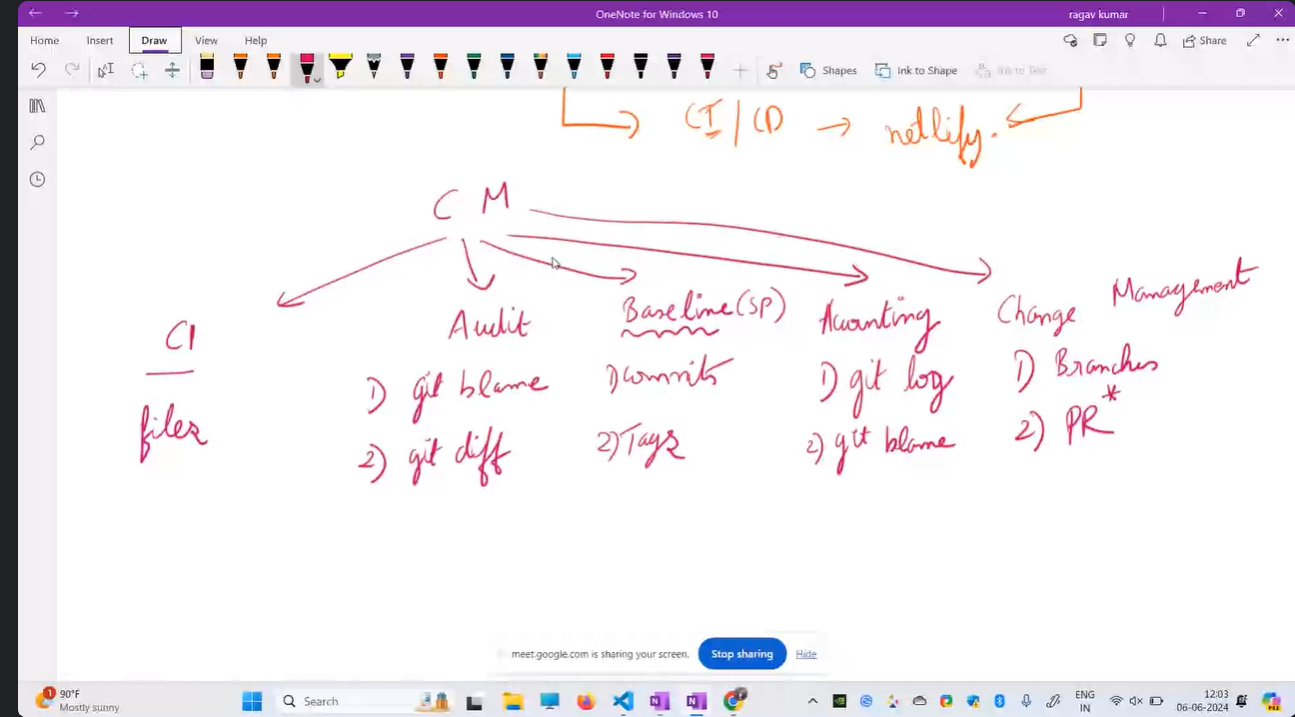 OneNote for Windows 10
ragav kumar
Home Insert Draw View Help
Share
Shapes Ink to Shape Ink to Text
CI/CD → netlify.
C M
CI Audit Baseline (SP) Accounting Change Management
files
1) git blame
2) git diff
1) commits
2) Tags
1) git log
2) git blame
1) Branches
2) PR*
meet.google.com is sharing your screen. Stop sharing Hide
1
90°F
Mostly sunny
Search
ENG
IN
12:03
06-06-2024